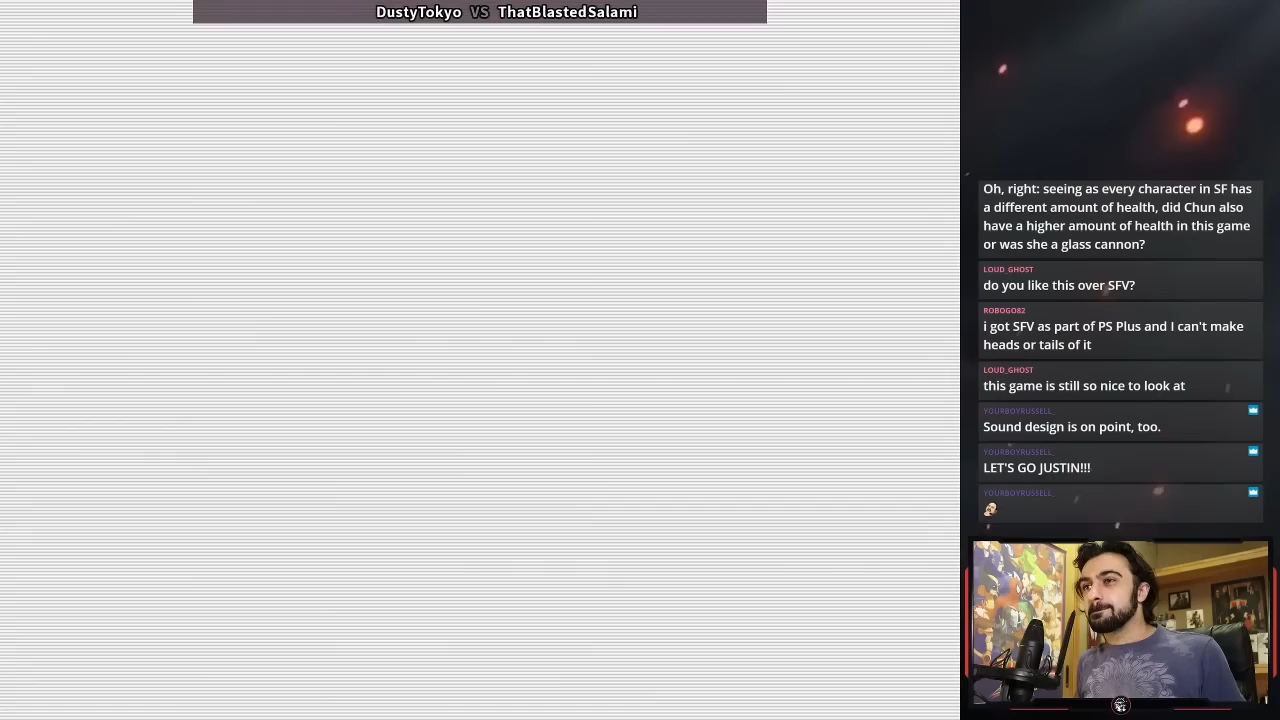 DustyTokyo VS ThatBlastedSalami
Oh, right: seeing as every character in SF has
a different amount of health, did Chun also
have a higher amount of health in this game
or was she a glass cannon?
LOUD_GHOST
do you like this over SFV?
ROBOGO82
i got SFV as part of PS Plus and I can't make
heads or tails of it
LOUD_GHOST
this game is still so nice to look at
YOURBOYRUSSELL_
Sound design is on point, too.
YOURBOYRUSSELL_
LET'S GO JUSTIN!!!
YOURBOYRUSSELL_